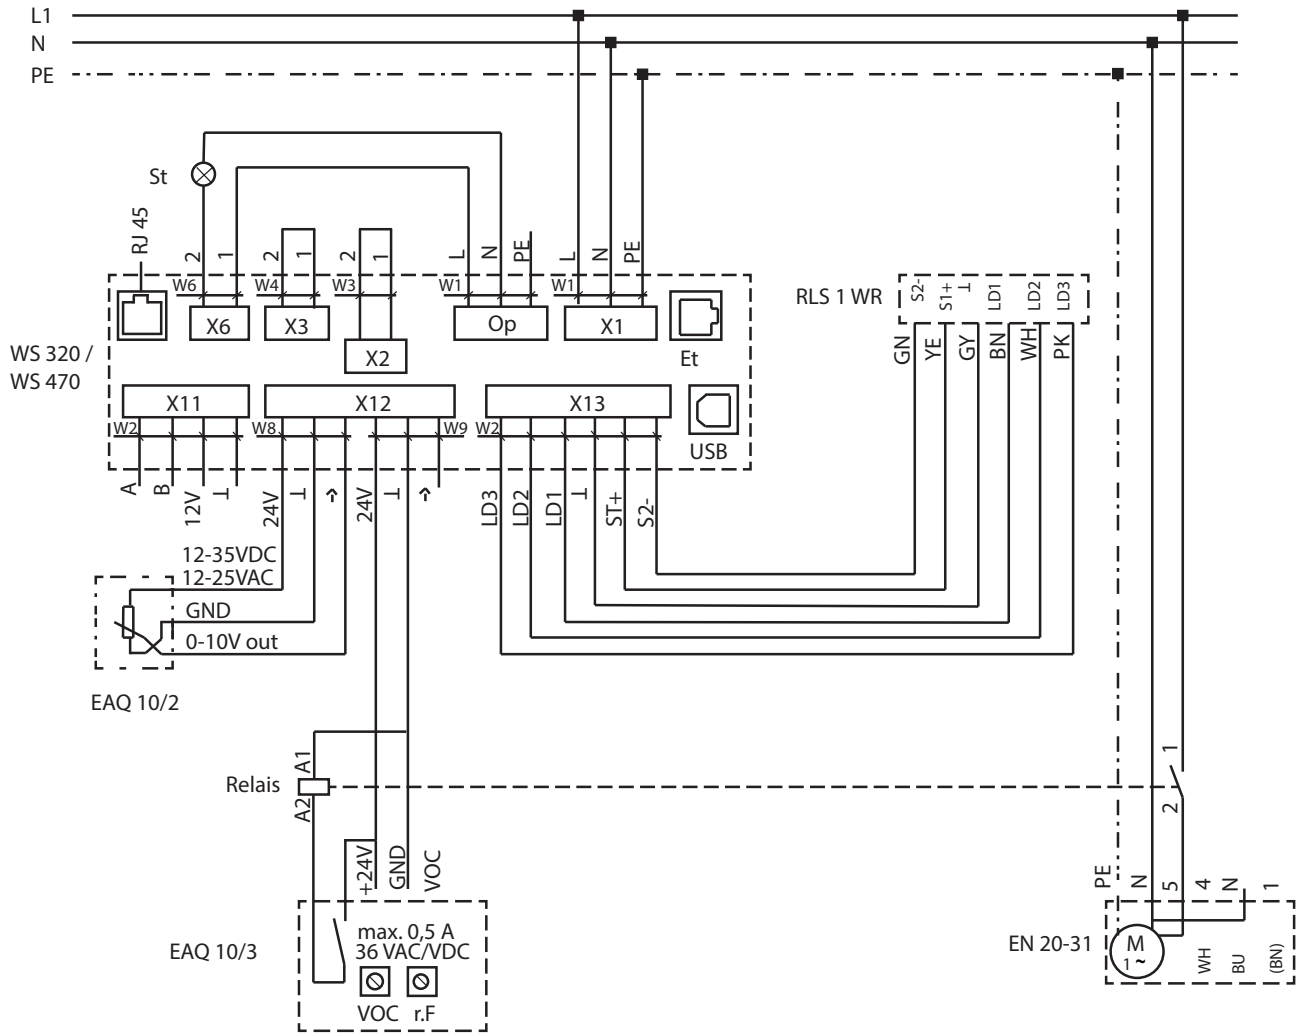 L1
N
PE
St
RJ 45
2 1 2 1 2 1 L N PE L N PE
W6 W4 W3 W1 W1
X6 X3 Op X1
X2
Et
WS 320 /
WS 470
X11 X12 X13
W2 W8 W9 W2
USB
A B 12V ⊥ 24V ⊥ 24V ⊥ LD3 LD2 LD1 ⊥ ST+ S2-
RLS 1 WR
S2- S1+ ⊥ LD1 LD2 LD3
GN YE GY BN WH PK
12-35VDC
12-25VAC
GND
0-10V out
EAQ 10/2
A1
Relais
A2
1
2
+24V GND VOC
EAQ 10/3
max. 0,5 A
36 VAC/VDC
VOC r.F
PE N 5 4 N 1
EN 20-31
M
1 ~
WH BU (BN)